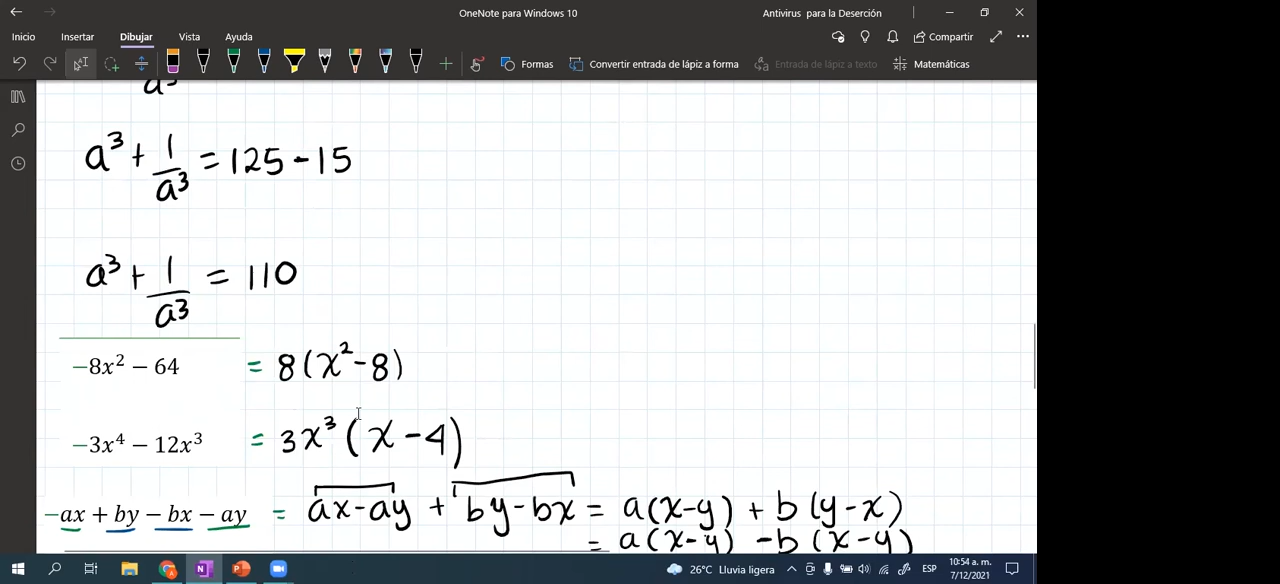 OneNote para Windows 10
Antivirus para la Deserción
Inicio Insertar Dibujar Vista Ayuda
Compartir
Formas Convertir entrada de lápiz a forma Entrada de lápiz a texto Matemáticas
a³
a³ + 1/a³ = 125 - 15
a³ + 1/a³ = 110
-8x² - 64 = 8(x² - 8)
-3x⁴ - 12x³ = 3x³(x - 4)
-ax + by - bx - ay = ax - ay + by - bx = a(x-y) + b(y-x)
= a(x-y) - b(x-y)
26°C Lluvia ligera ESP 10:54 a. m.
7/12/2021